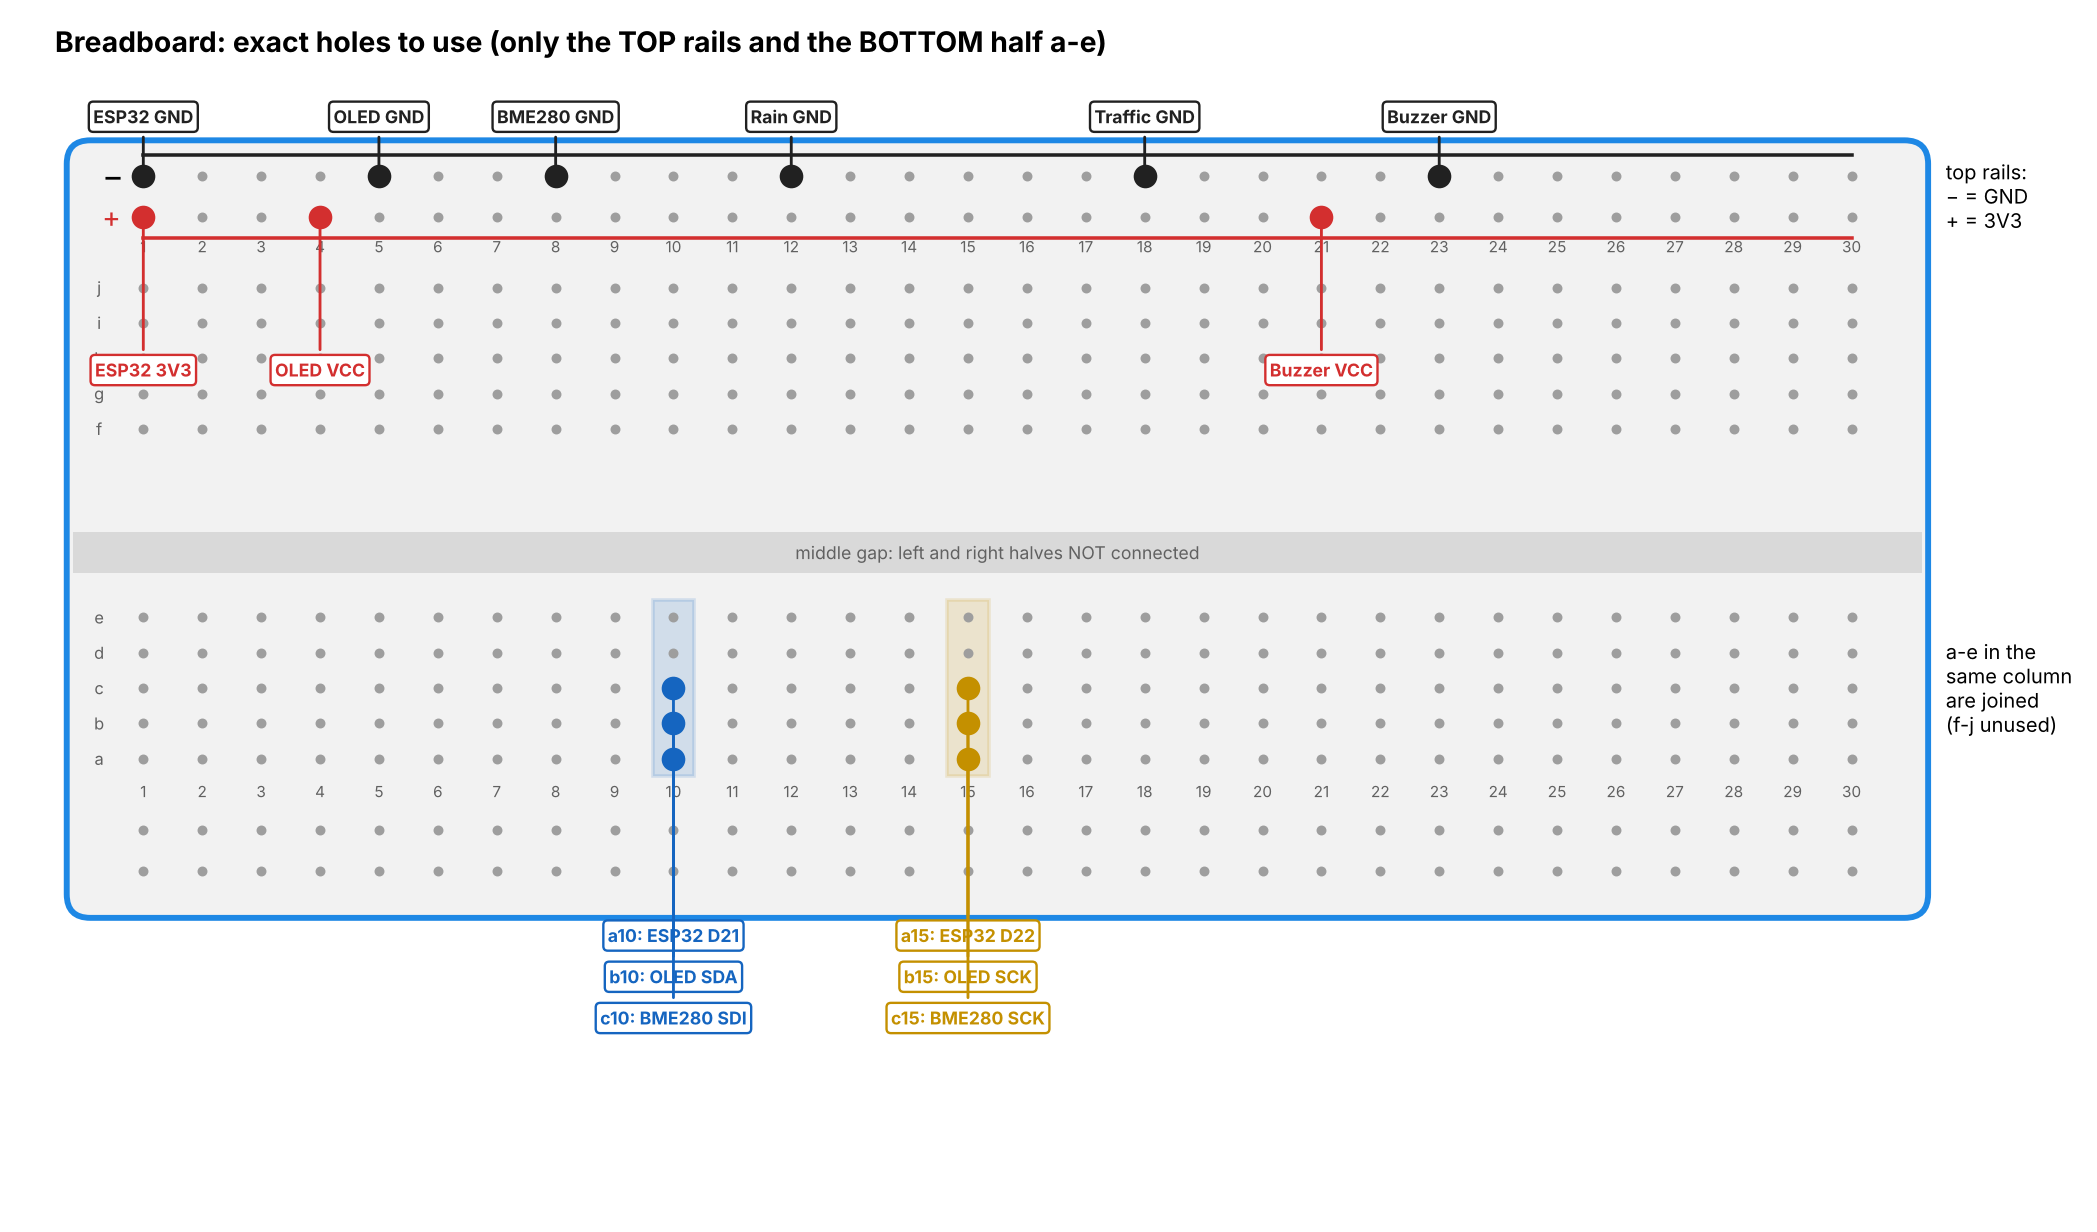 Breadboard: exact holes to use (only the TOP rails and the BOTTOM half a-e)
ESP32 GND OLED GND BME280 GND Rain GND Traffic GND Buzzer GND
−
+
top rails:
− = GND
+ = 3V3
1 2 3 4 5 6 7 8 9 10 11 12 13 14 15 16 17 18 19 20 21 22 23 24 25 26 27 28 29 30
j
i
ESP32 3V3 OLED VCC Buzzer VCC
g
f
middle gap: left and right halves NOT connected
e
d
c
b
a
a-e in the
same column
are joined
(f-j unused)
1 2 3 4 5 6 7 8 9 10 11 12 13 14 15 16 17 18 19 20 21 22 23 24 25 26 27 28 29 30
a10: ESP32 D21
b10: OLED SDA
c10: BME280 SDI
a15: ESP32 D22
b15: OLED SCK
c15: BME280 SCK